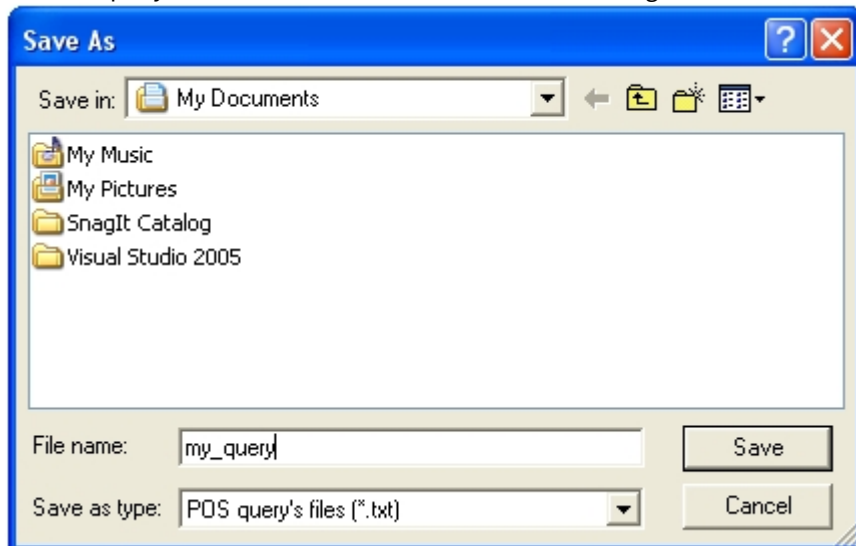 Save As
Save in: My Documents
My Music
My Pictures
SnagIt Catalog
Visual Studio 2005
File name: my_query Save
Save as type: POS query's files (*.txt) Cancel